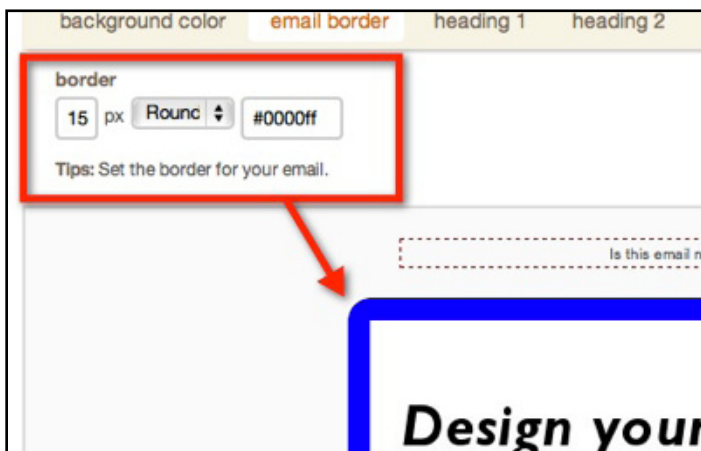 background color email border heading 1 heading 2
border
15 px Round #0000ff
Tips: Set the border for your email.
Is this email
Design your